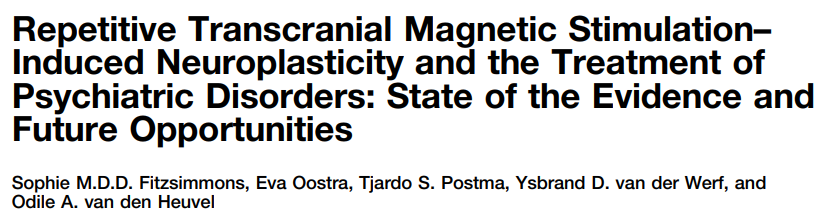 Repetitive Transcranial Magnetic Stimulation–
Induced Neuroplasticity and the Treatment of
Psychiatric Disorders: State of the Evidence and
Future Opportunities
Sophie M.D.D. Fitzsimmons, Eva Oostra, Tjardo S. Postma, Ysbrand D. van der Werf, and
Odile A. van den Heuvel